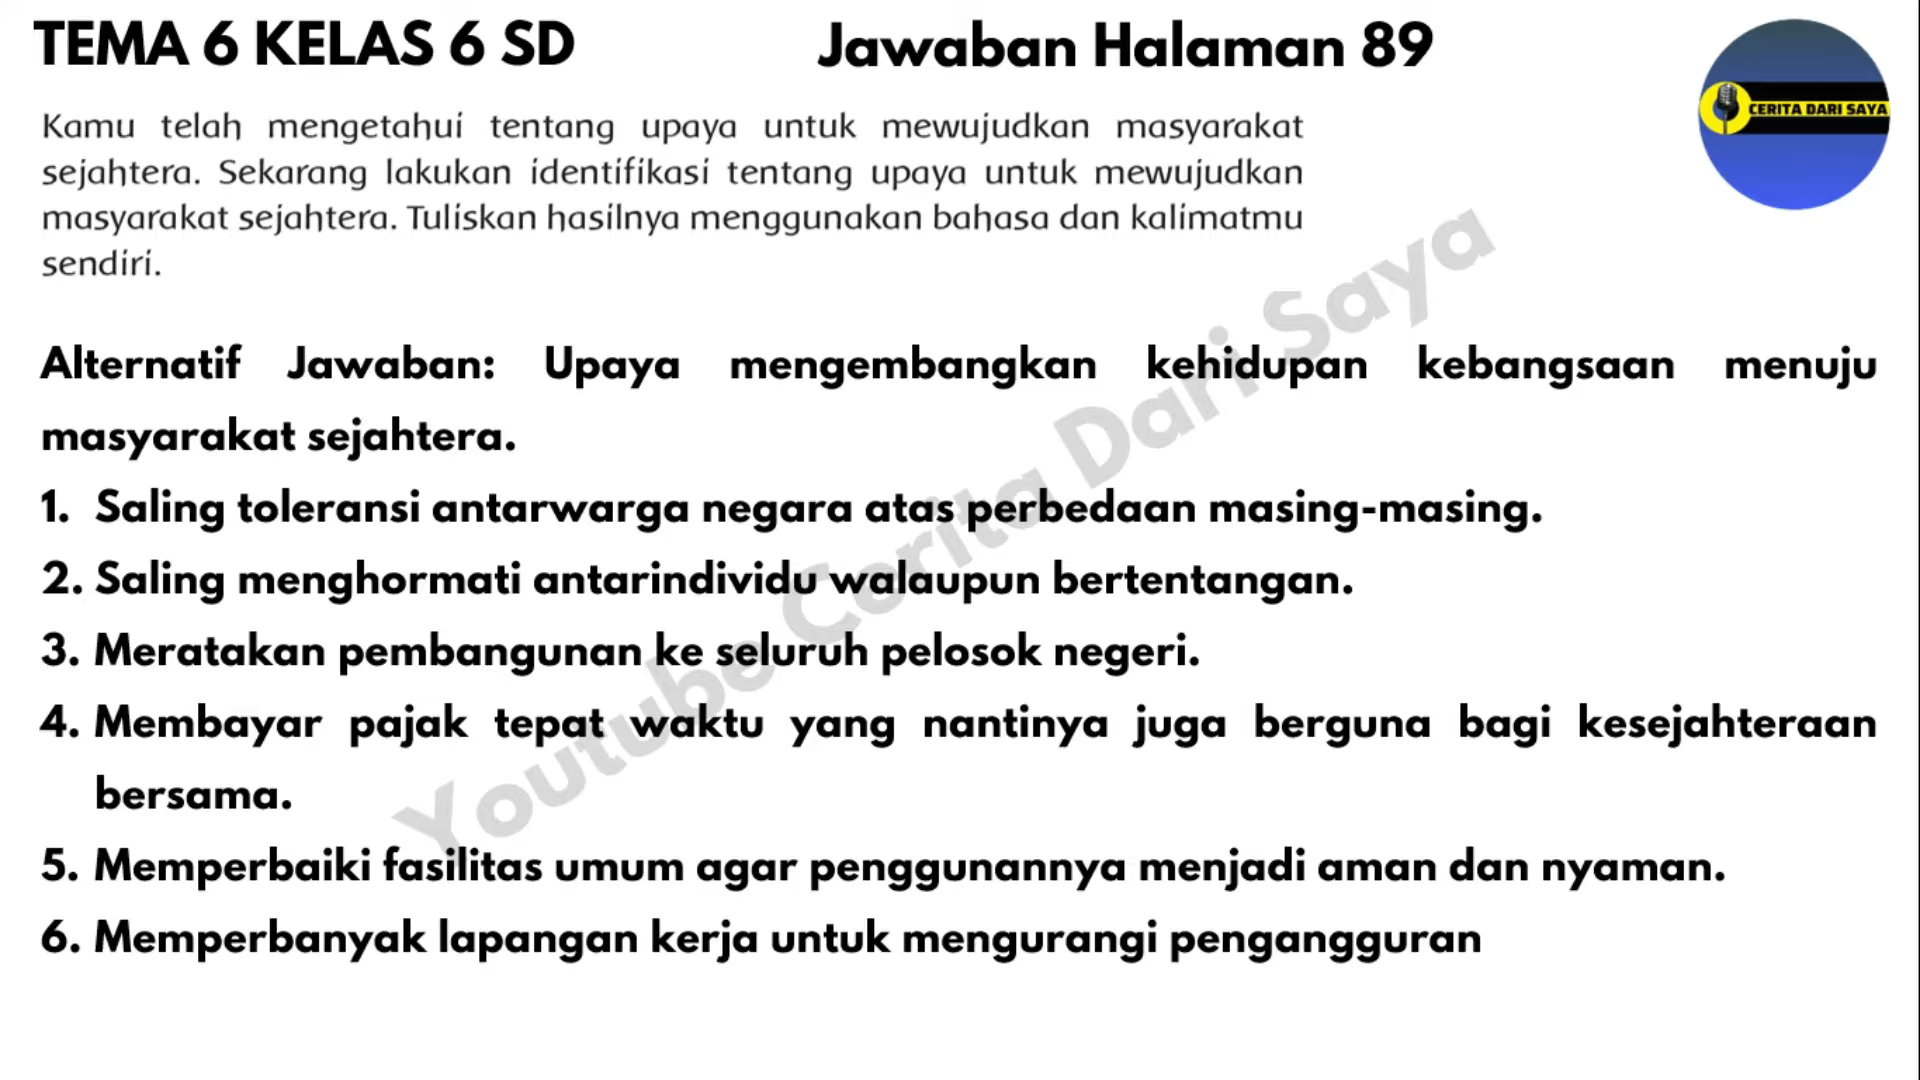 TEMA 6 KELAS 6 SD
Jawaban Halaman 89
CERITA DARI SAYA
Kamu telah mengetahui tentang upaya untuk mewujudkan masyarakat
sejahtera. Sekarang lakukan identifikasi tentang upaya untuk mewujudkan
masyarakat sejahtera. Tuliskan hasilnya menggunakan bahasa dan kalimatmu
sendiri.
Alternatif Jawaban: Upaya mengembangkan kehidupan kebangsaan menuju
masyarakat sejahtera.
1. Saling toleransi antarwarga negara atas perbedaan masing-masing.
2. Saling menghormati antarindividu walaupun bertentangan.
3. Meratakan pembangunan ke seluruh pelosok negeri.
4. Membayar pajak tepat waktu yang nantinya juga berguna bagi kesejahteraan
bersama.
5. Memperbaiki fasilitas umum agar penggunannya menjadi aman dan nyaman.
6. Memperbanyak lapangan kerja untuk mengurangi pengangguran
Youtube Cerita Dari Saya